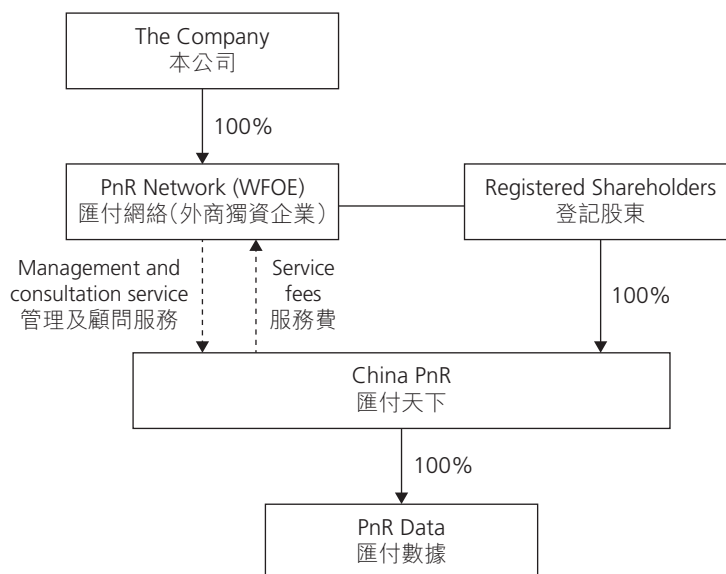 The Company
本公司
100%
PnR Network (WFOE)
匯付網絡(外商獨資企業)
Registered Shareholders
登記股東
Management and
consultation service
管理及顧問服務
Service
fees
服務費
100%
China PnR
匯付天下
100%
PnR Data
匯付數據